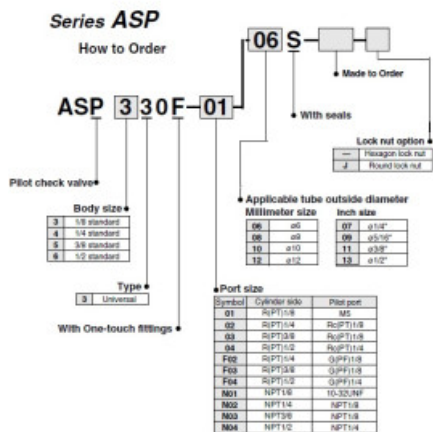 Series ASP
How to Order
06 S
Made to Order
ASP 3 3 0 F 01
With seals
Lock nut option
— Hexagon lock nut
J Round lock nut
Pilot check valve
Body size
3 1/8 standard
4 1/4 standard
5 3/8 standard
6 1/2 standard
Applicable tube outside diameter
Millimeter size Inch size
06 ø6 07 ø1/4"
08 ø8 09 ø5/16"
10 ø10 11 ø3/8"
12 ø12 13 ø1/2"
Type
3 Universal
With One-touch fittings
Port size
Symbol Cylinder side Pilot port
01 R(PT)1/8 M5
02 R(PT)1/4 Rc(PT)1/8
03 R(PT)3/8 Rc(PT)1/8
04 R(PT)1/2 Rc(PT)1/4
F02 R(PT)1/4 G(PF)1/8
F03 R(PT)3/8 G(PF)1/8
F04 R(PT)1/2 G(PF)1/4
N01 NPT1/8 10-32UNF
N02 NPT1/4 NPT1/8
N03 NPT3/8 NPT1/8
N04 NPT1/2 NPT1/4